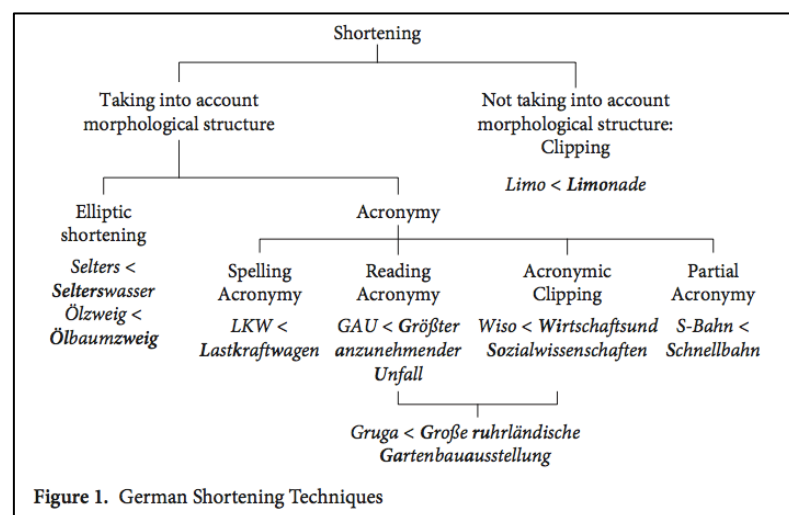 Shortening
Taking into account
morphological structure
Not taking into account
morphological structure:
Clipping
Limo < Limonade
Elliptic
shortening
Selters <
Selterswasser
Ölzweig <
Ölbaumzweig
Acronymy
Spelling
Acronymy
LKW <
Lastkraftwagen
Reading
Acronymy
GAU < Größter
anzunehmender
Unfall
Acronymic
Clipping
Wiso < Wirtschaftsund
Sozialwissenschaften
Partial
Acronymy
S-Bahn <
Schnellbahn
Gruga < Große ruhrländische
Gartenbauausstellung
Figure 1. German Shortening Techniques